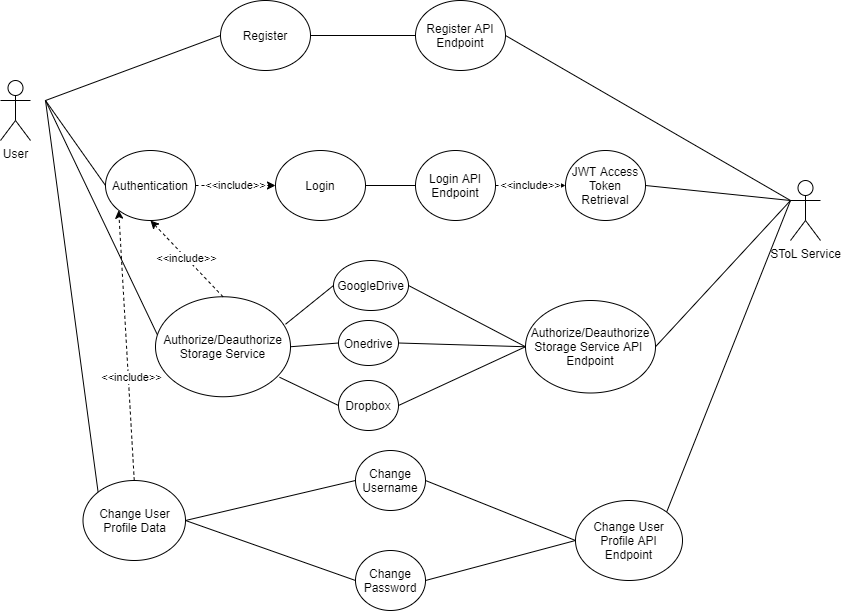 Register
Register API
Endpoint
User
Authentication
<<include>>
Login
Login API
Endpoint
<<include>>
JWT Access
Token
Retrieval
SToL Service
<<include>>
GoogleDrive
Authorize/Deauthorize
Storage Service
Onedrive
Authorize/Deauthorize
Storage Service API
Endpoint
<<include>>
Dropbox
Change
Username
Change User
Profile Data
Change User
Profile API
Endpoint
Change
Password